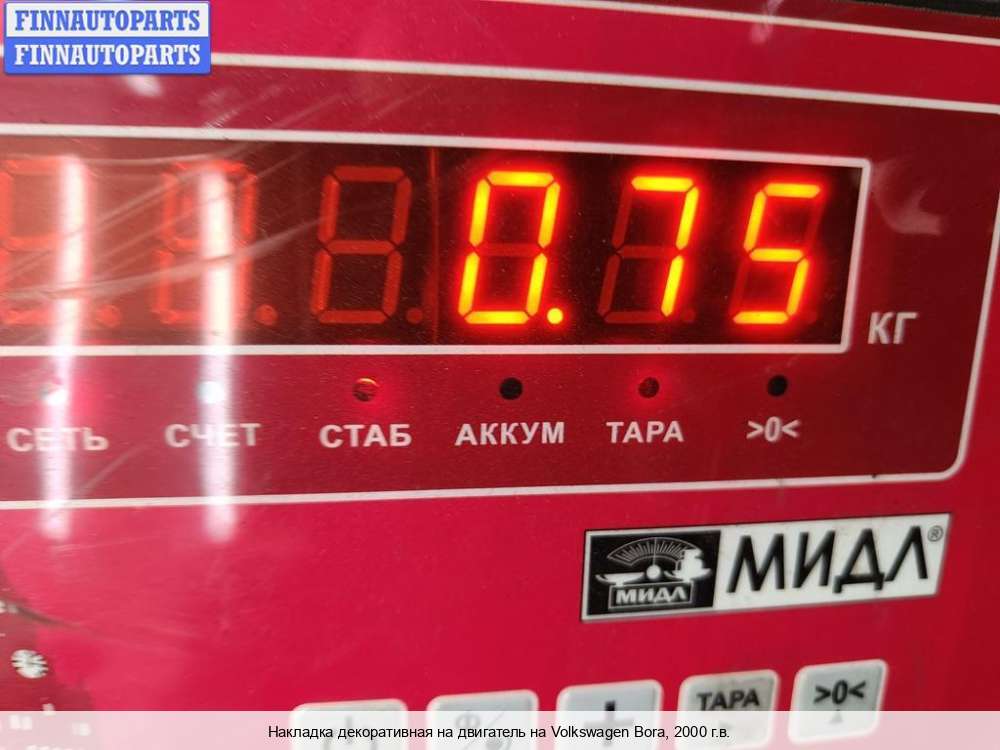 FINNAUTOPARTS
FINNAUTOPARTS
0.75
КГ
СЕТЬ СЧЕТ СТАБ АККУМ ТАРА >0<
МИДЛ МИДЛ®
ТАРА >0<
Накладка декоративная на двигатель на Volkswagen Bora, 2000 г.в.